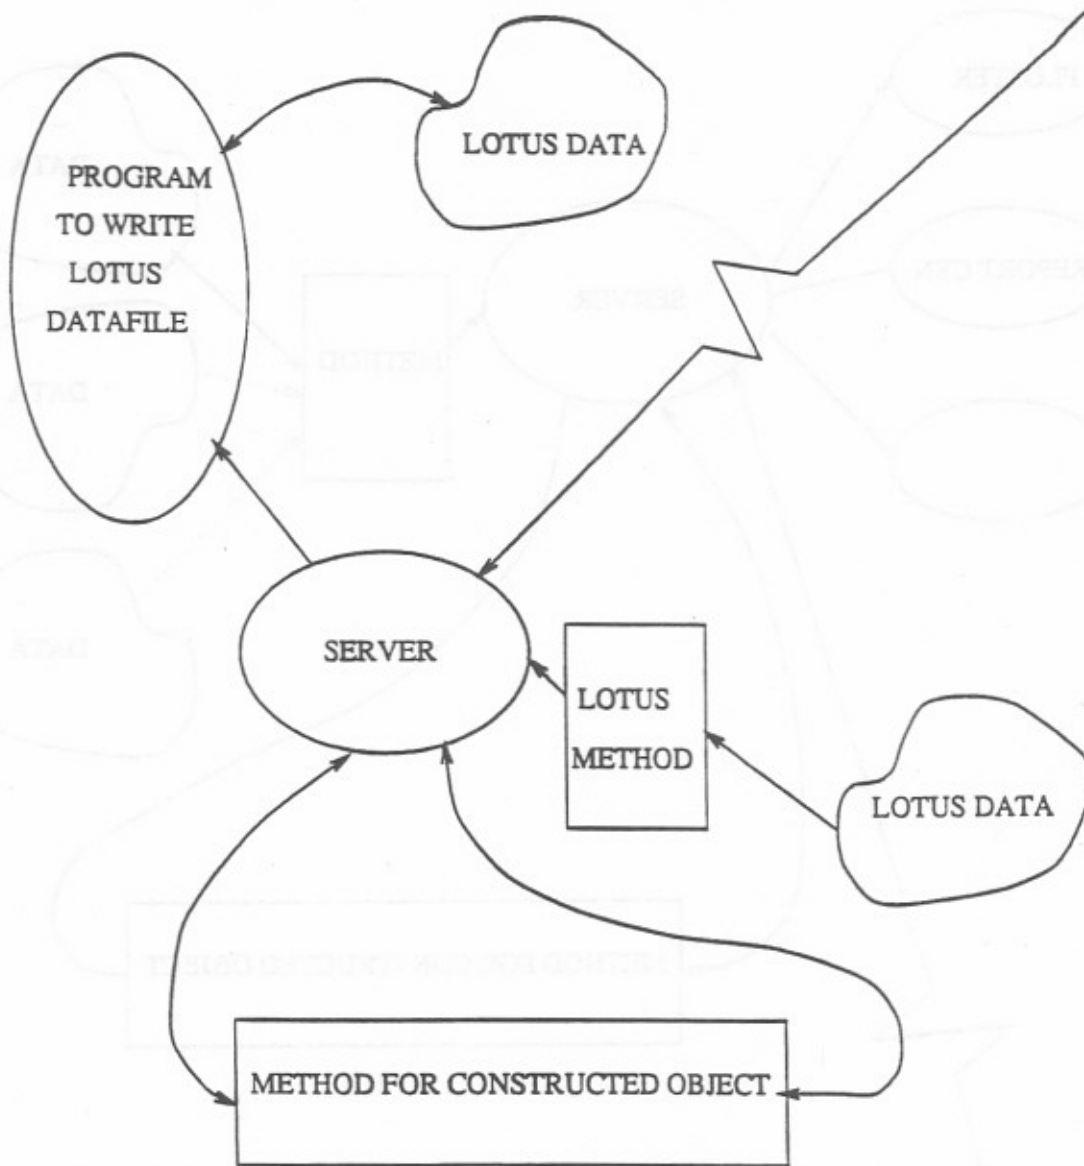 LOTUS DATA
PROGRAM
TO WRITE
LOTUS
DATAFILE
SERVER
LOTUS
METHOD
LOTUS DATA
METHOD FOR CONSTRUCTED OBJECT